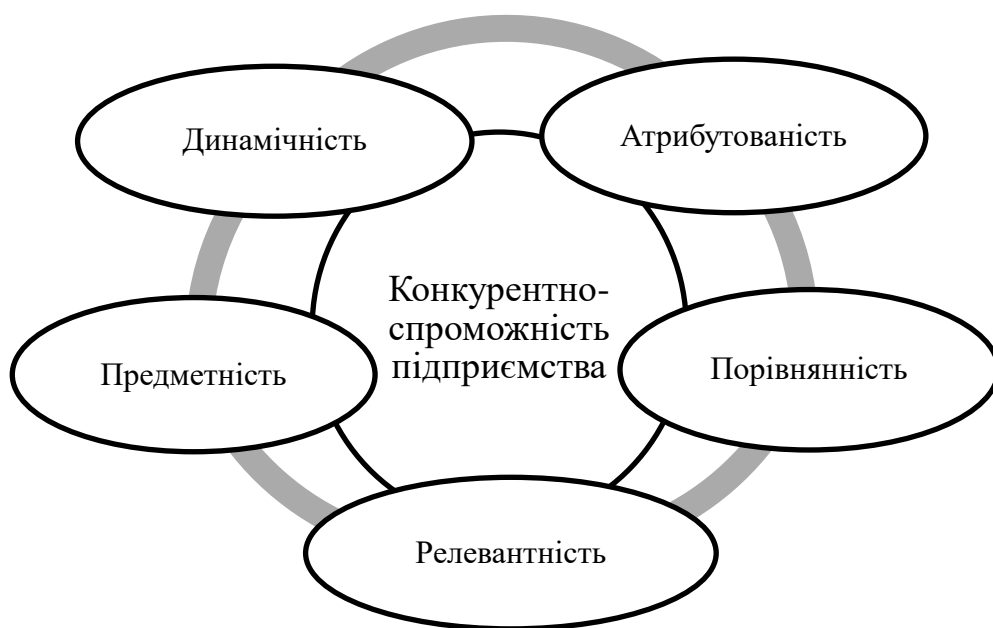 Динамічність
Атрибутованість
Конкурентно-
спроможність
підприємства
Предметність
Порівнянність
Релевантність